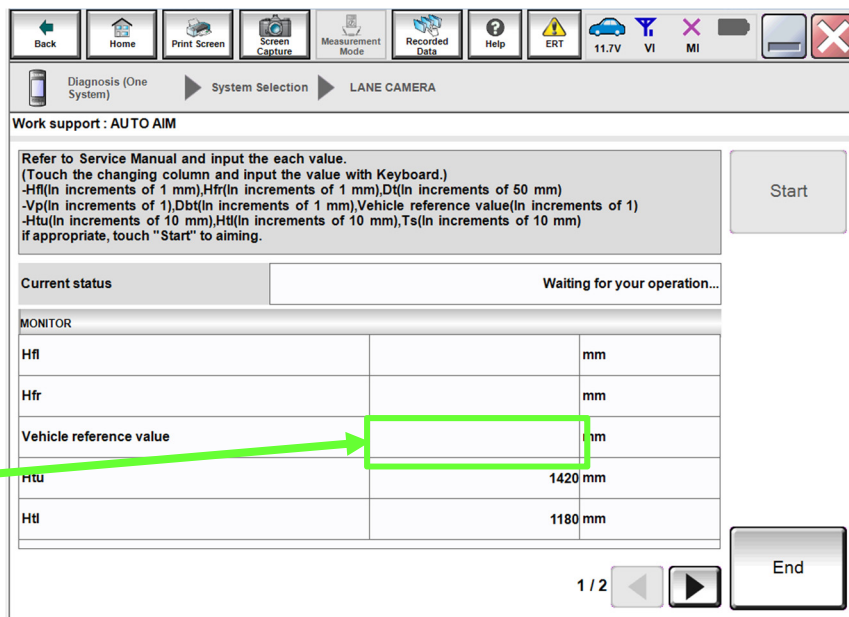 Back
Home
Print Screen
Screen
Capture
Measurement
Mode
Recorded
Data
Help
ERT
11.7V
VI
MI
Diagnosis (One
System)
System Selection
LANE CAMERA
Work support : AUTO AIM
Refer to Service Manual and input the each value.
(Touch the changing column and input the value with Keyboard.)
-Hfl(In increments of 1 mm),Hfr(In increments of 1 mm),Dt(In increments of 50 mm)
-Vp(In increments of 1),Dbt(In increments of 1 mm),Vehicle reference value(In increments of 1)
-Htu(In increments of 10 mm),Htl(In increments of 10 mm),Ts(In increments of 10 mm)
if appropriate, touch "Start" to aiming.
Start
Current status
Waiting for your operation...
MONITOR
Hfl mm
Hfr mm
Vehicle reference value mm
Htu 1420 mm
Htl 1180 mm
1 / 2
End